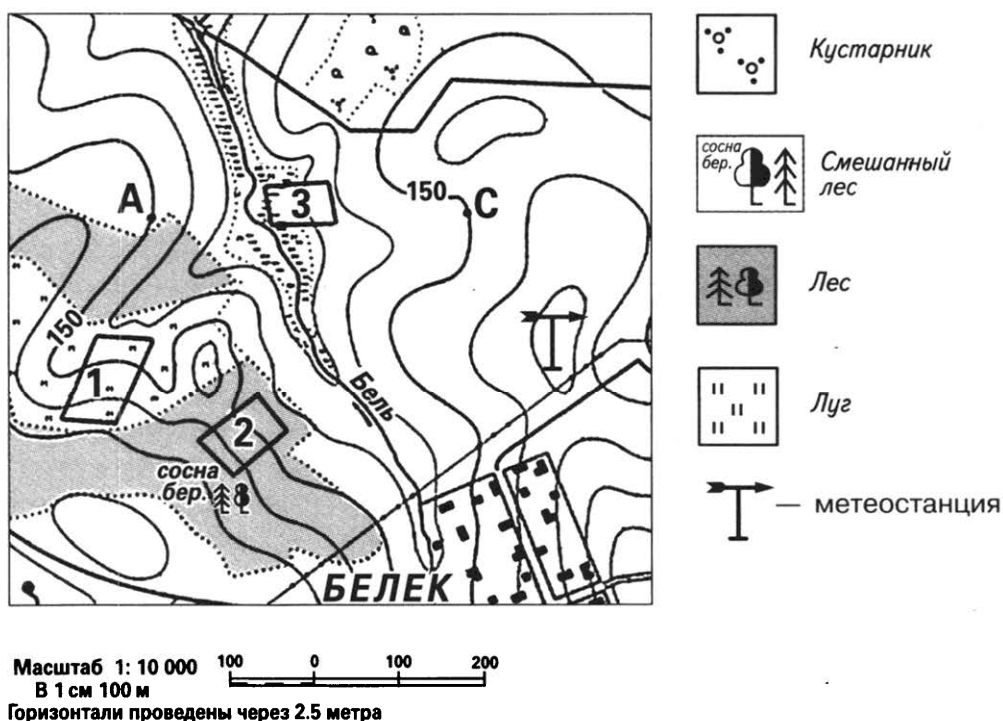 А
150
С
3
150
1
2
Бель
сосна
бер.
БЕЛЕК
Кустарник
сосна
бер.
Смешанный
лес
Лес
Луг
— метеостанция
Масштаб 1: 10 000
В 1 см 100 м
100 0 100 200
Горизонтали проведены через 2.5 метра